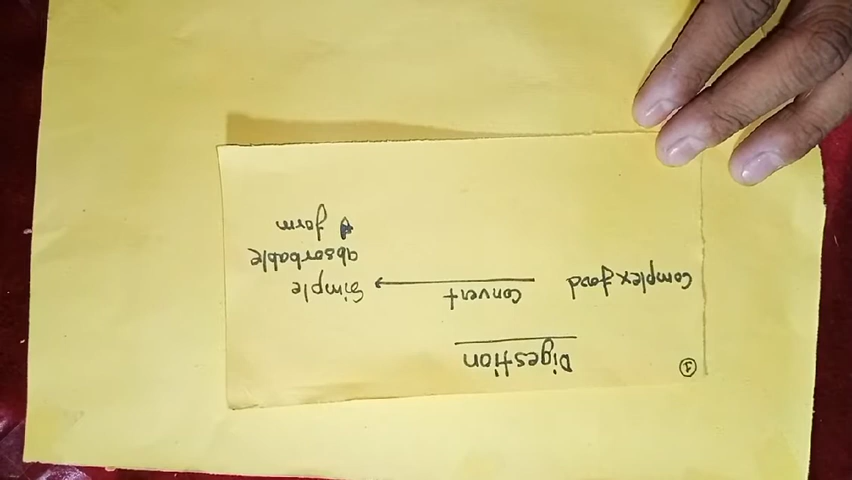 ① Digestion
Complex food convert → Simple
absorbable
form